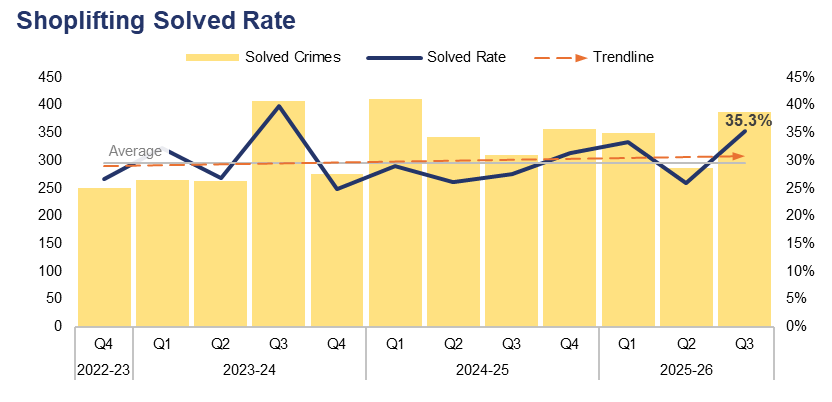 Shoplifting Solved Rate
Solved Crimes Solved Rate Trendline
450 45%
400 40%
35.3%
350 35%
Average
300 30%
250 25%
200 20%
150 15%
100 10%
50 5%
0 0%
Q4 Q1 Q2 Q3 Q4 Q1 Q2 Q3 Q4 Q1 Q2 Q3
2022-23 2023-24 2024-25 2025-26